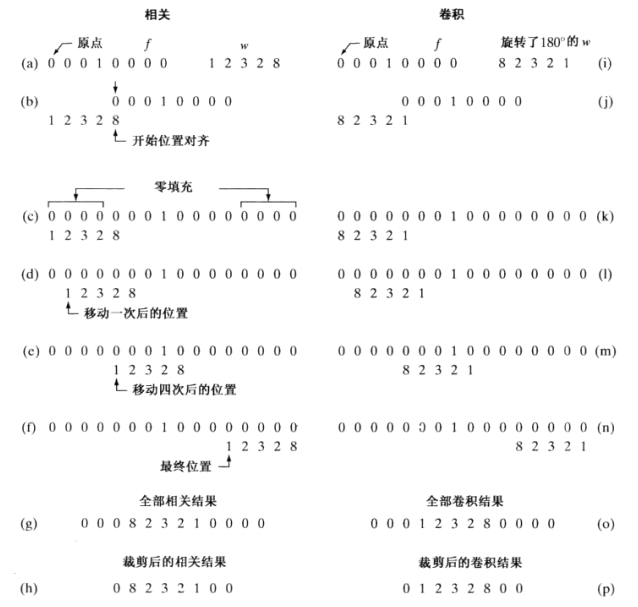 相关 卷积
原点 f w 原点 f 旋转了180°的 w
(a) 0 0 0 1 0 0 0 0 1 2 3 2 8 0 0 0 1 0 0 0 0 8 2 3 2 1 (i)
(b) 0 0 0 1 0 0 0 0 0 0 0 1 0 0 0 0 (j)
1 2 3 2 8 8 2 3 2 1
开始位置对齐
零填充
(c) 0 0 0 0 0 0 0 1 0 0 0 0 0 0 0 0 0 0 0 0 0 0 0 1 0 0 0 0 0 0 0 0 (k)
1 2 3 2 8 8 2 3 2 1
(d) 0 0 0 0 0 0 0 1 0 0 0 0 0 0 0 0 0 0 0 0 0 0 0 1 0 0 0 0 0 0 0 0 (l)
1 2 3 2 8 8 2 3 2 1
移动一次后的位置
(e) 0 0 0 0 0 0 0 1 0 0 0 0 0 0 0 0 0 0 0 0 0 0 0 1 0 0 0 0 0 0 0 0 (m)
1 2 3 2 8 8 2 3 2 1
移动四次后的位置
(f) 0 0 0 0 0 0 0 1 0 0 0 0 0 0 0 0 0 0 0 0 0 0 0 1 0 0 0 0 0 0 0 0 (n)
1 2 3 2 8 8 2 3 2 1
最终位置
全部相关结果 全部卷积结果
(g) 0 0 0 8 2 3 2 1 0 0 0 0 0 0 0 1 2 3 2 8 0 0 0 0 (o)
裁剪后的相关结果 裁剪后的卷积结果
(h) 0 8 2 3 2 1 0 0 0 1 2 3 2 8 0 0 (p)